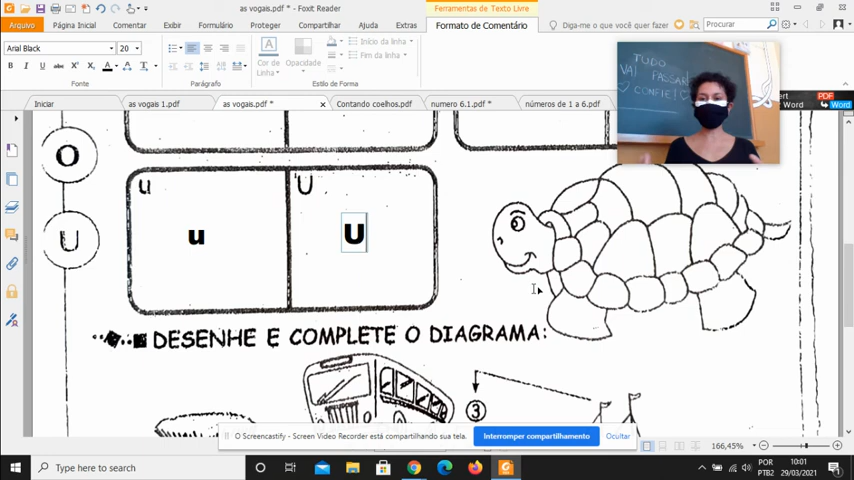 as vogais.pdf * - Foxit Reader
Ferramentas de Texto Livre
Arquivo Página Inicial Comentar Exibir Formulário Proteger Compartilhar Ajuda Extras Formato de Comentário Diga-me o que quer fazer Procurar
Arial Black 20
Cor de Linha
Opacidade
Início da linha
Fim da linha
Fonte Parágrafo
Iniciar as vogais 1.pdf as vogais.pdf * Contando coelhos.pdf numero 6.1.pdf * números de 1 a 6.pdf
PDF
Word
TUDO
VAI PASSAR
CONFIE!
O
U
u U
u U
DESENHE E COMPLETE O DIAGRAMA:
3
O Screencastify - Screen Video Recorder está compartilhando sua tela. Interromper compartilhamento Ocultar
166,45%
Type here to search
POR
PTB2
10:01
29/03/2021